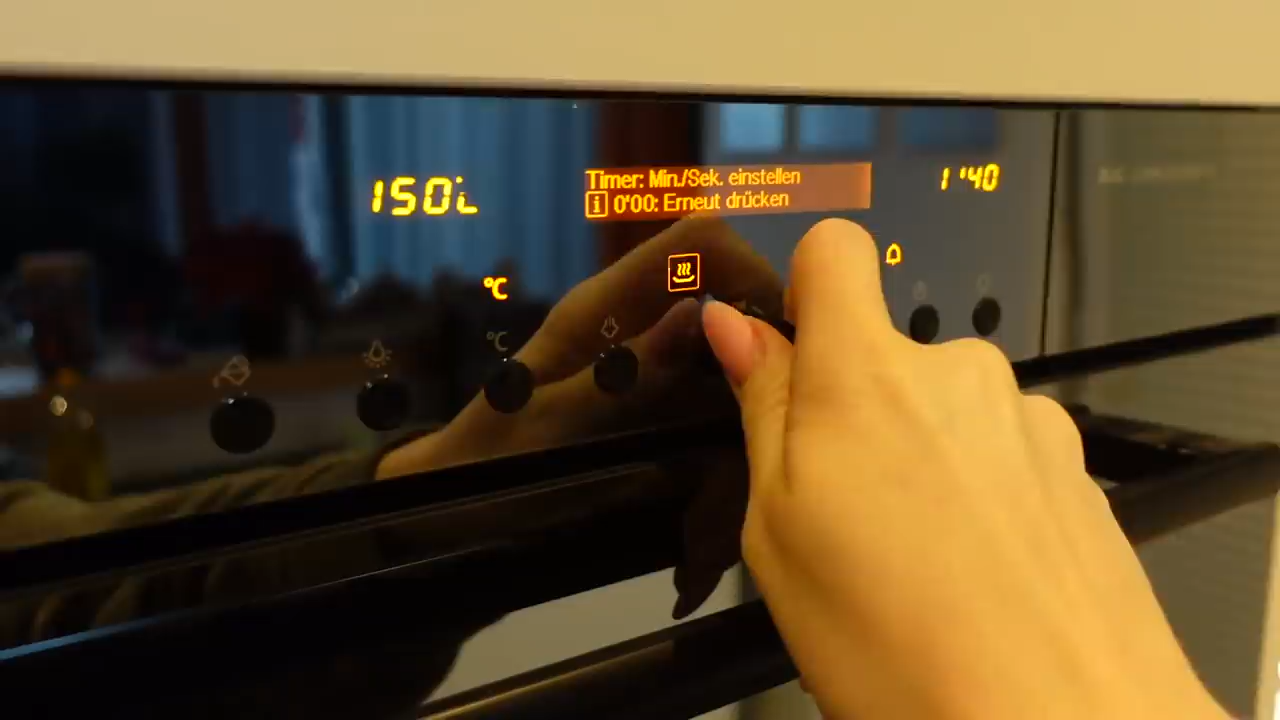 150
Timer: Min./Sek. einstellen
i 0'00: Erneut drücken
1'40
°C
°C